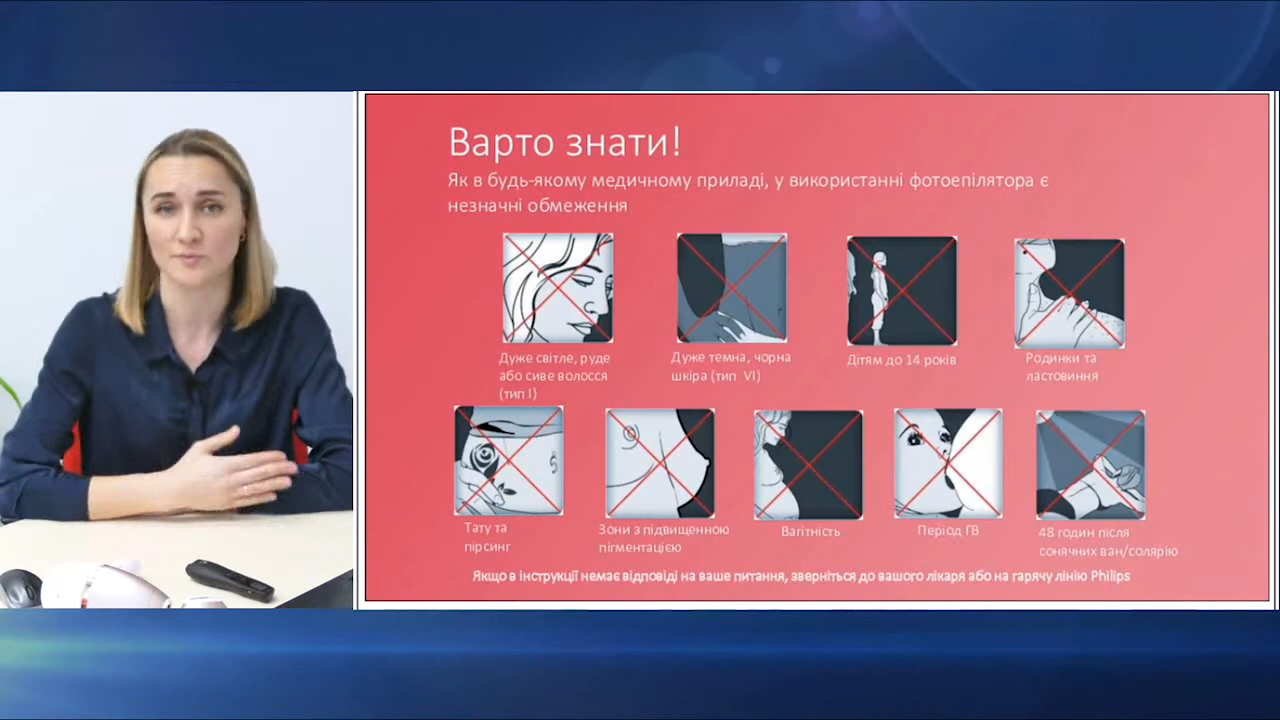 Варто знати!
Як в будь-якому медичному приладі, у використанні фотоепілятора є
незначні обмеження
Дуже світле, руде
або сиве волосся
(тип I)
Дуже темна, чорна
шкіра (тип VI)
Дітям до 14 років
Родинки та
ластовиння
Тату та
пірсинг
Зони з підвищенною
пігментацією
Вагітність
Період ГВ
48 годин після
сонячних ван/солярію
Якщо в інструкції немає відповіді на ваше питання, зверніться до вашого лікаря або на гарячу лінію Philips